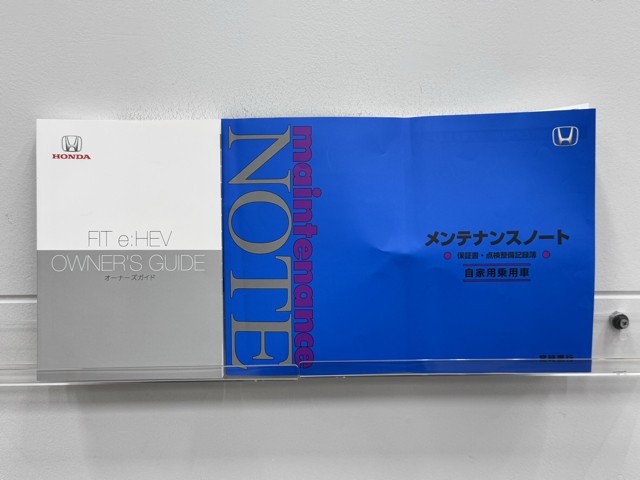 HONDA
FIT e:HEV
OWNER'S GUIDE
オーナーズガイド
maintenance
NOTE
メンテナンスノート
保証書・点検整備記録簿
自家用乗用車